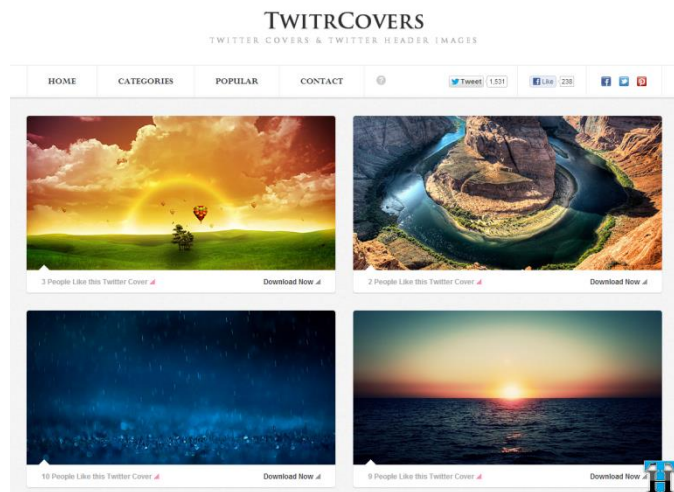 TWITRCOVERS
TWITTER COVERS & TWITTER HEADER IMAGES
HOME CATEGORIES POPULAR CONTACT ? Tweet 1,531 Like 238
3 People Like this Twitter Cover Download Now
2 People Like this Twitter Cover Download Now
10 People Like this Twitter Cover Download Now
9 People Like this Twitter Cover Download Now